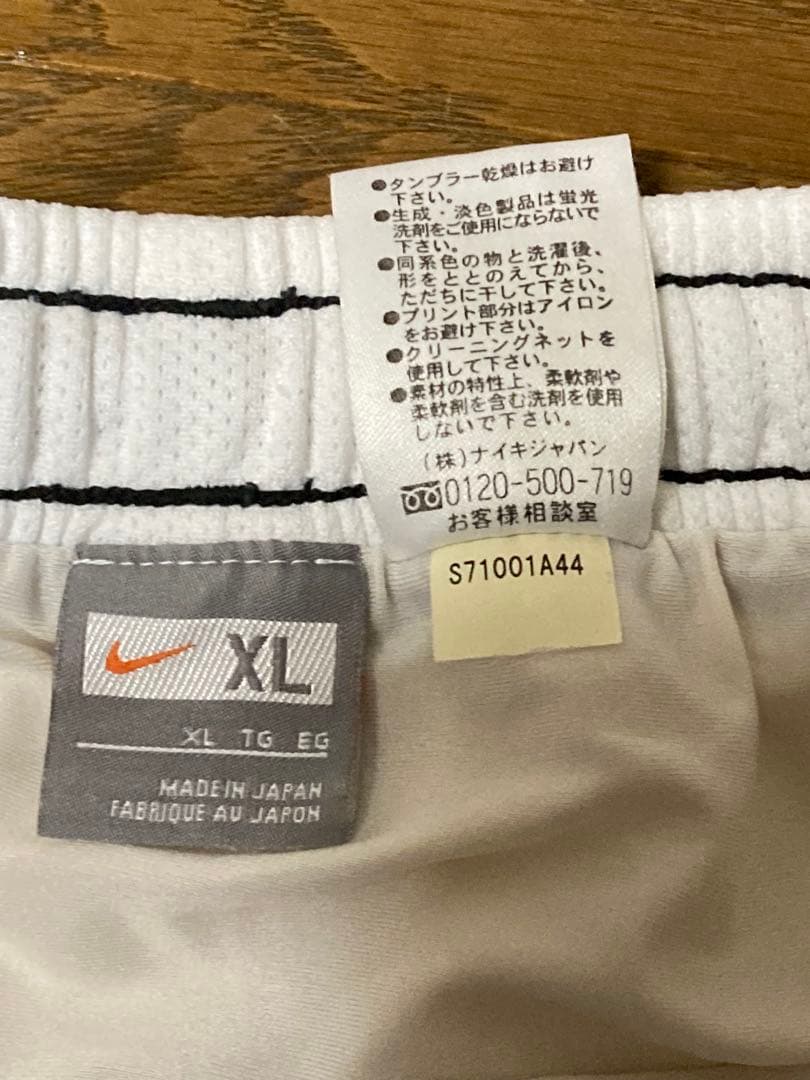 ●タンブラー乾燥はお避け
下さい。
●生成・淡色製品は蛍光
洗剤をご使用にならないで
下さい。
●同系色の物と洗濯後、
形をととのえてから、
ただちに干して下さい。
●プリント部分はアイロン
をお避け下さい。
●クリーニングネットを
使用して下さい。
●素材の特性上、柔軟剤や
柔軟剤を含む洗剤を使用
しないで下さい。
(株)ナイキジャパン
0120-500-719
お客様相談室
S71001A44
XL
XL TG EG
MADE IN JAPAN
FABRIQUE AU JAPON